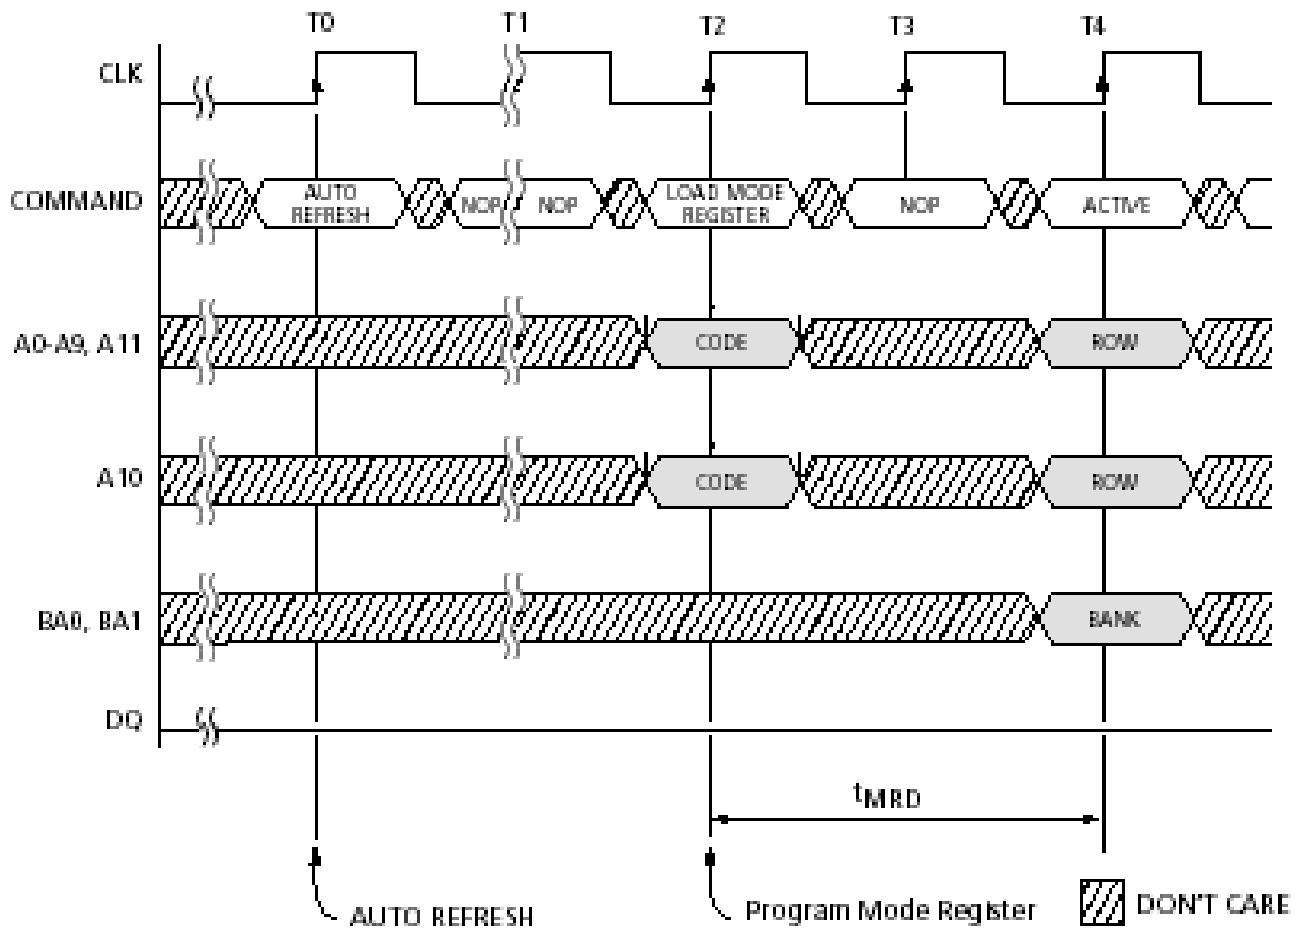 T0 T1 T2 T3 T4
CLK
COMMAND
AUTO
REFRESH
NOP
NOP
LOAD MODE
REGISTER
NOP
ACTIVE
A0-A9, A11
CODE
ROW
A10
CODE
ROW
BA0, BA1
BANK
DQ
tMRD
AUTO REFRESH
Program Mode Register
DON'T CARE